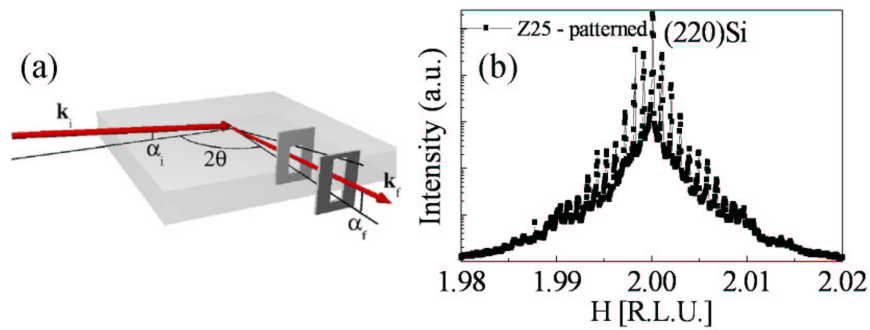 (a)
k_i
α_i
2θ
k_f
α_f
Z25 - patterned
(220)Si
(b)
Intensity (a.u.)
1.98 1.99 2.00 2.01 2.02
H [R.L.U.]